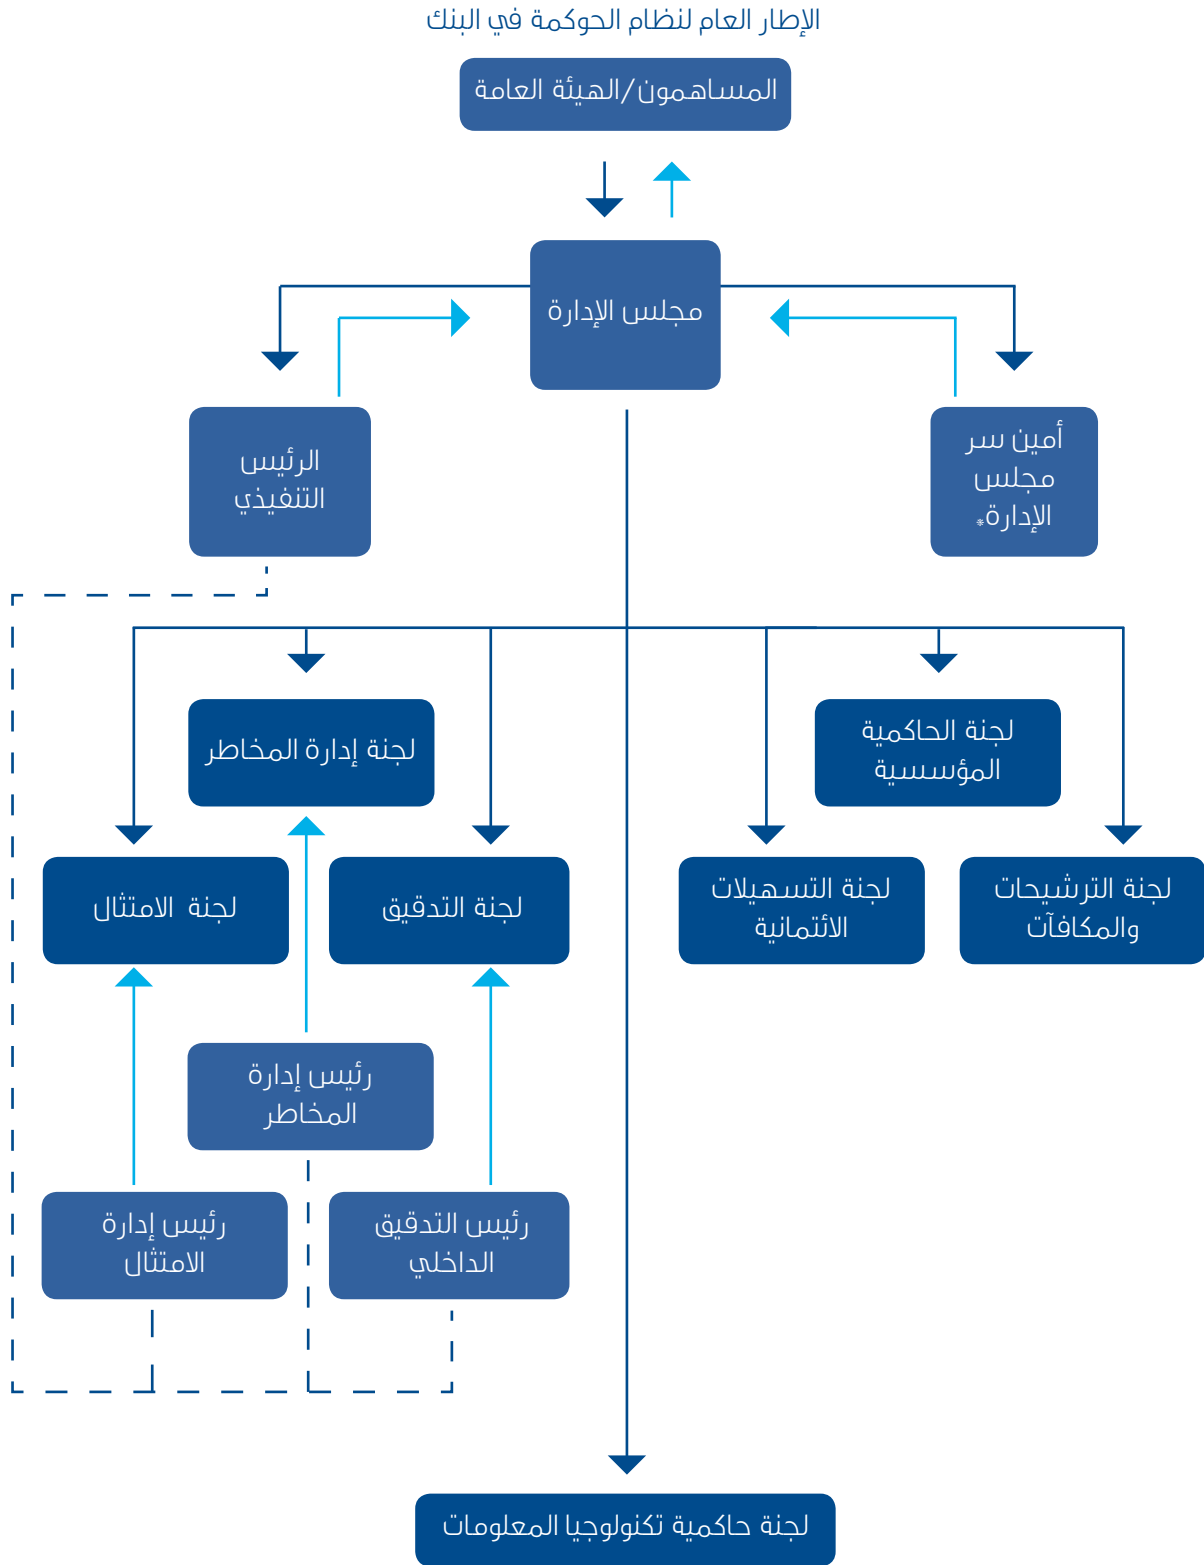 الإطار العام لنظام الحوكمة في البنك
المساهمون/الهيئة العامة
مجلس الإدارة
أمين سر
مجلس
الإدارة*
الرئيس
التنفيذي
لجنة الحاكمية
المؤسسية
لجنة إدارة المخاطر
لجنة الترشيحات
والمكافآت
لجنة التسهيلات
الائتمانية
لجنة التدقيق
لجنة الامتثال
رئيس إدارة
المخاطر
رئيس التدقيق
الداخلي
رئيس إدارة
الامتثال
لجنة حاكمية تكنولوجيا المعلومات